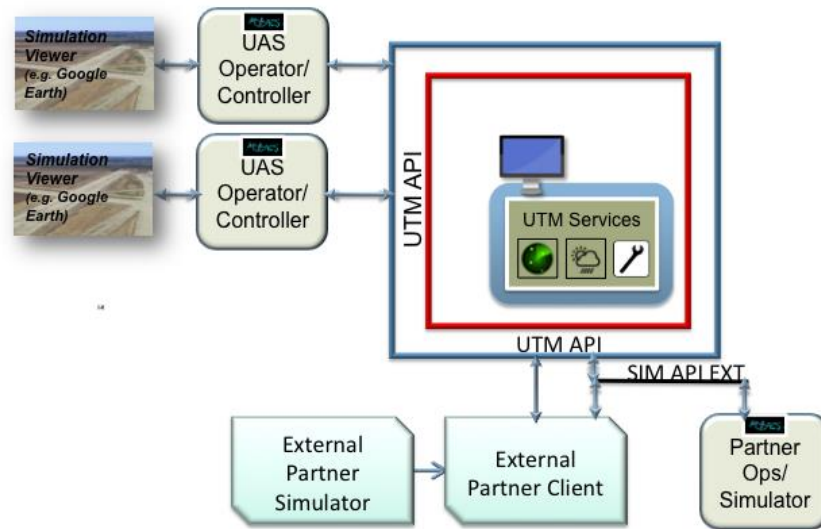 Simulation
Viewer
(e.g. Google
Earth)
UAS
Operator/
Controller
Simulation
Viewer
(e.g. Google
Earth)
UAS
Operator/
Controller
UTM API
UTM Services
UTM API
SIM API EXT
External
Partner
Simulator
External
Partner Client
Partner
Ops/
Simulator